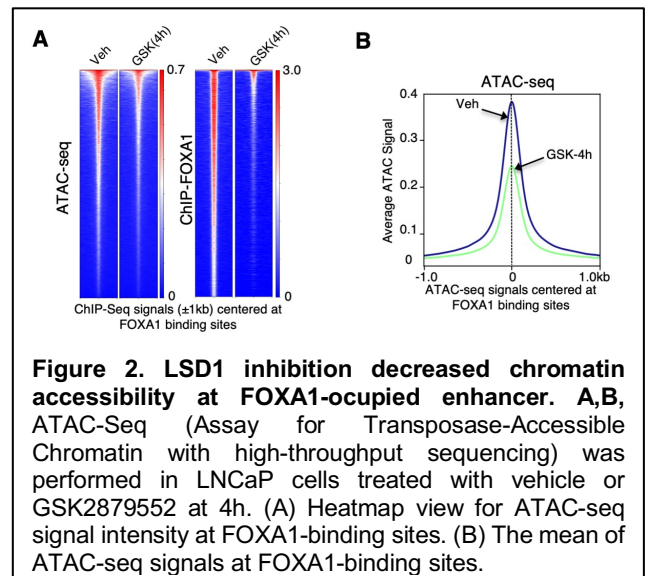 A
Veh
GSK(4h)
Veh
GSK(4h)
0.7
3.0
ATAC-seq
ChIP-FOXA1
0
0
ChIP-Seq signals (±1kb) centered at
FOXA1 binding sites
B
ATAC-seq
0.4
Veh
0.3
GSK-4h
0.2
0.1
0
Average ATAC Signal
-1.0
0
1.0kb
ATAC-seq signals centered at
FOXA1 binding sites
Figure 2. LSD1 inhibition decreased chromatin
accessibility at FOXA1-ocupied enhancer. A,B,
ATAC-Seq (Assay for Transposase-Accessible
Chromatin with high-throughput sequencing) was
performed in LNCaP cells treated with vehicle or
GSK2879552 at 4h. (A) Heatmap view for ATAC-seq
signal intensity at FOXA1-binding sites. (B) The mean of
ATAC-seq signals at FOXA1-binding sites.